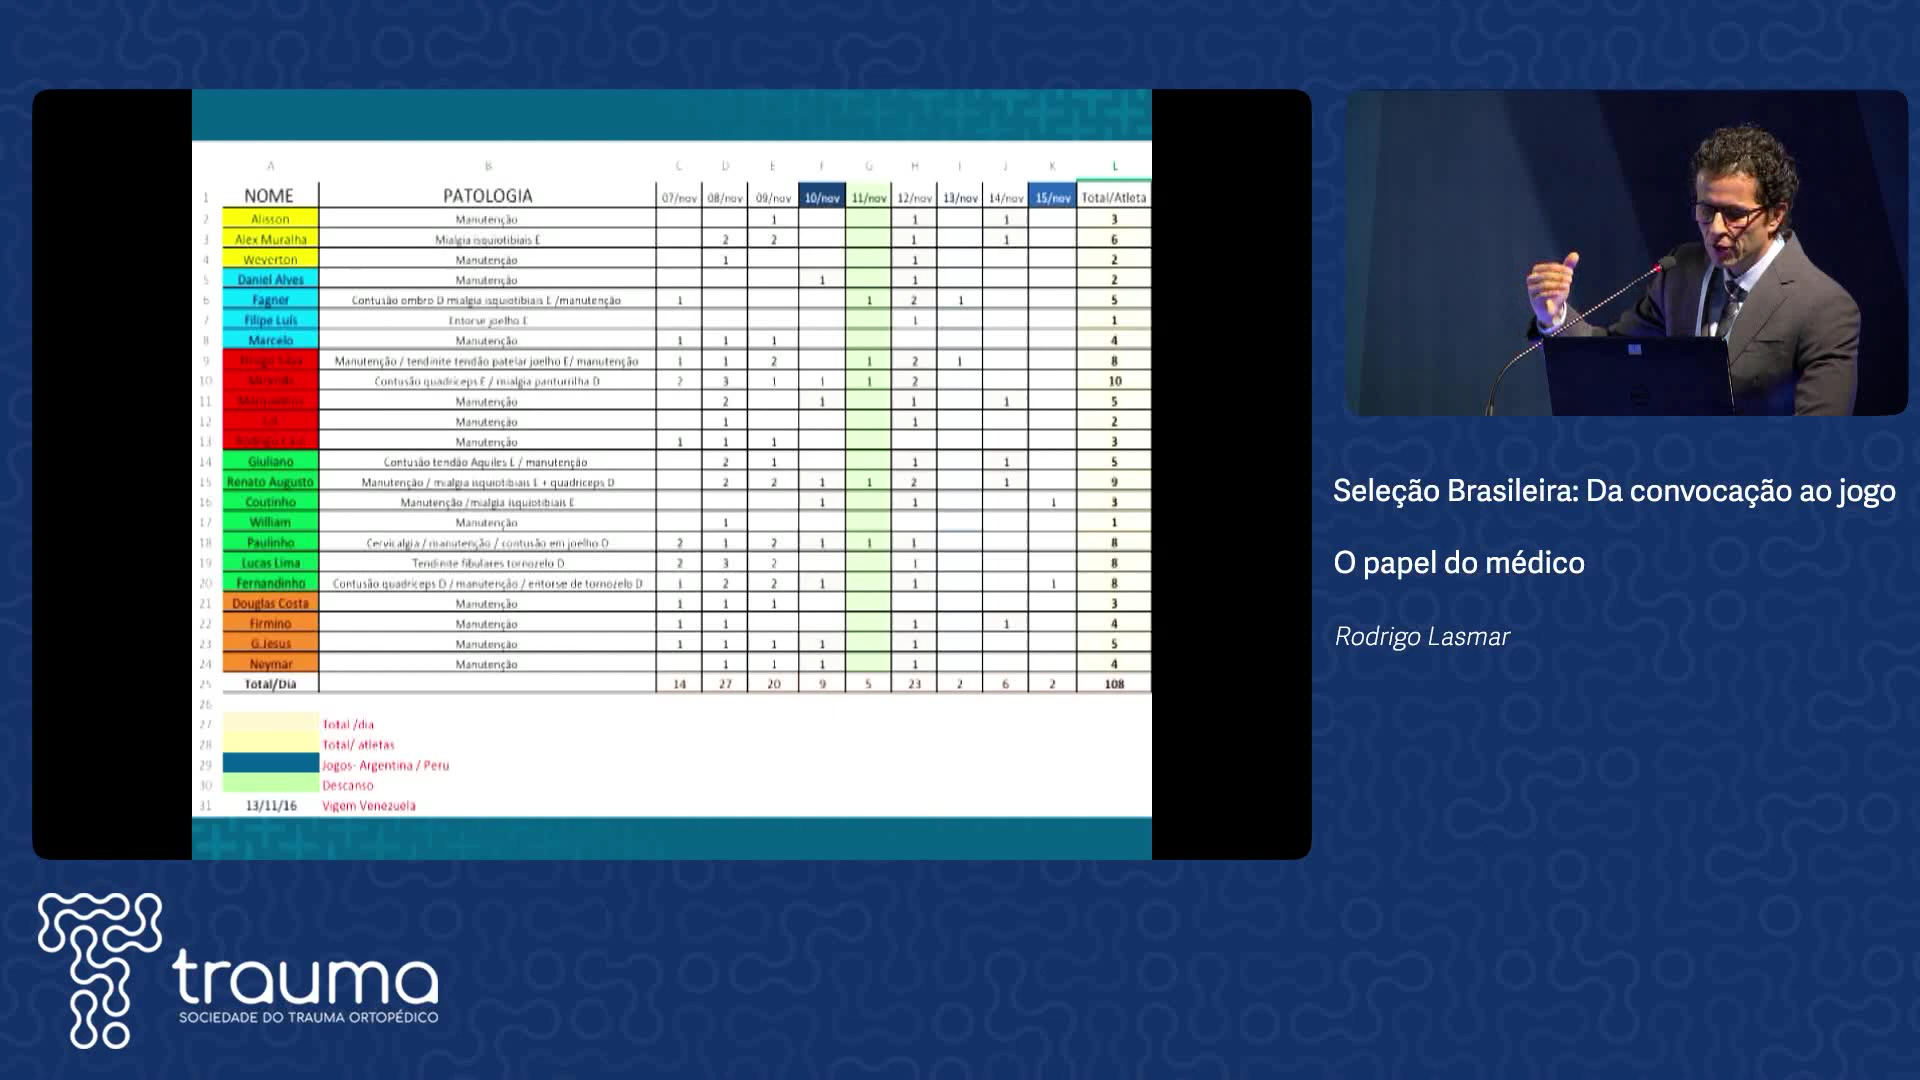 A B C D E F G H I J K L
1 NOME PATOLOGIA 07/nov 08/nov 09/nov 10/nov 11/nov 12/nov 13/nov 14/nov 15/nov Total/Atleta
2 Alisson Manutenção 1 1 1 3
3 Alex Muralha Mialgia isquiotibiais E 2 2 1 1 6
4 Weverton Manutenção 1 1 2
5 Daniel Alves Manutenção 1 1 2
6 Fagner Contusão ombro D mialgia isquiotibiais E /manutenção 1 1 2 1 5
7 Filipe Luís Entorse joelho E 1 1
8 Marcelo Manutenção 1 1 1 4
9 Manutenção / tendinite tendão patelar joelho E/ manutenção 1 1 2 1 2 1 8
10 Contusão quadríceps E / mialgia panturrilha D 2 3 1 1 1 2 10
11 Manutenção 2 1 1 1 5
12 Manutenção 1 1 2
13 Manutenção 1 1 1 3
14 Giuliano Contusão tendão Aquiles E / manutenção 2 1 1 1 5
15 Renato Augusto Manutenção / mialgia isquiotibiais E + quadríceps D 2 2 1 1 2 1 9
16 Coutinho Manutenção /mialgia isquiotibiais E 1 1 1 3
17 William Manutenção 1 1
18 Paulinho Cervicalgia / manutenção / contusão em joelho D 2 1 2 1 1 1 8
19 Lucas Lima Tendinite fibulares tornozelo D 2 3 2 1 8
20 Fernandinho Contusão quadríceps D / manutenção / entorse de tornozelo D 1 2 2 1 1 1 8
21 Douglas Costa Manutenção 1 1 1 3
22 Firmino Manutenção 1 1 1 1 4
23 G.Jesus Manutenção 1 1 1 1 1 5
24 Neymar Manutenção 1 1 1 1 4
25 Total/Dia 14 27 20 9 5 23 2 6 2 108
26
27 Total /dia
28 Total/ atletas
29 Jogos- Argentina / Peru
30 Descanso
31 13/11/16 Vigem Venezuela
Seleção Brasileira: Da convocação ao jogo
O papel do médico
Rodrigo Lasmar
trauma
SOCIEDADE DO TRAUMA ORTOPÉDICO